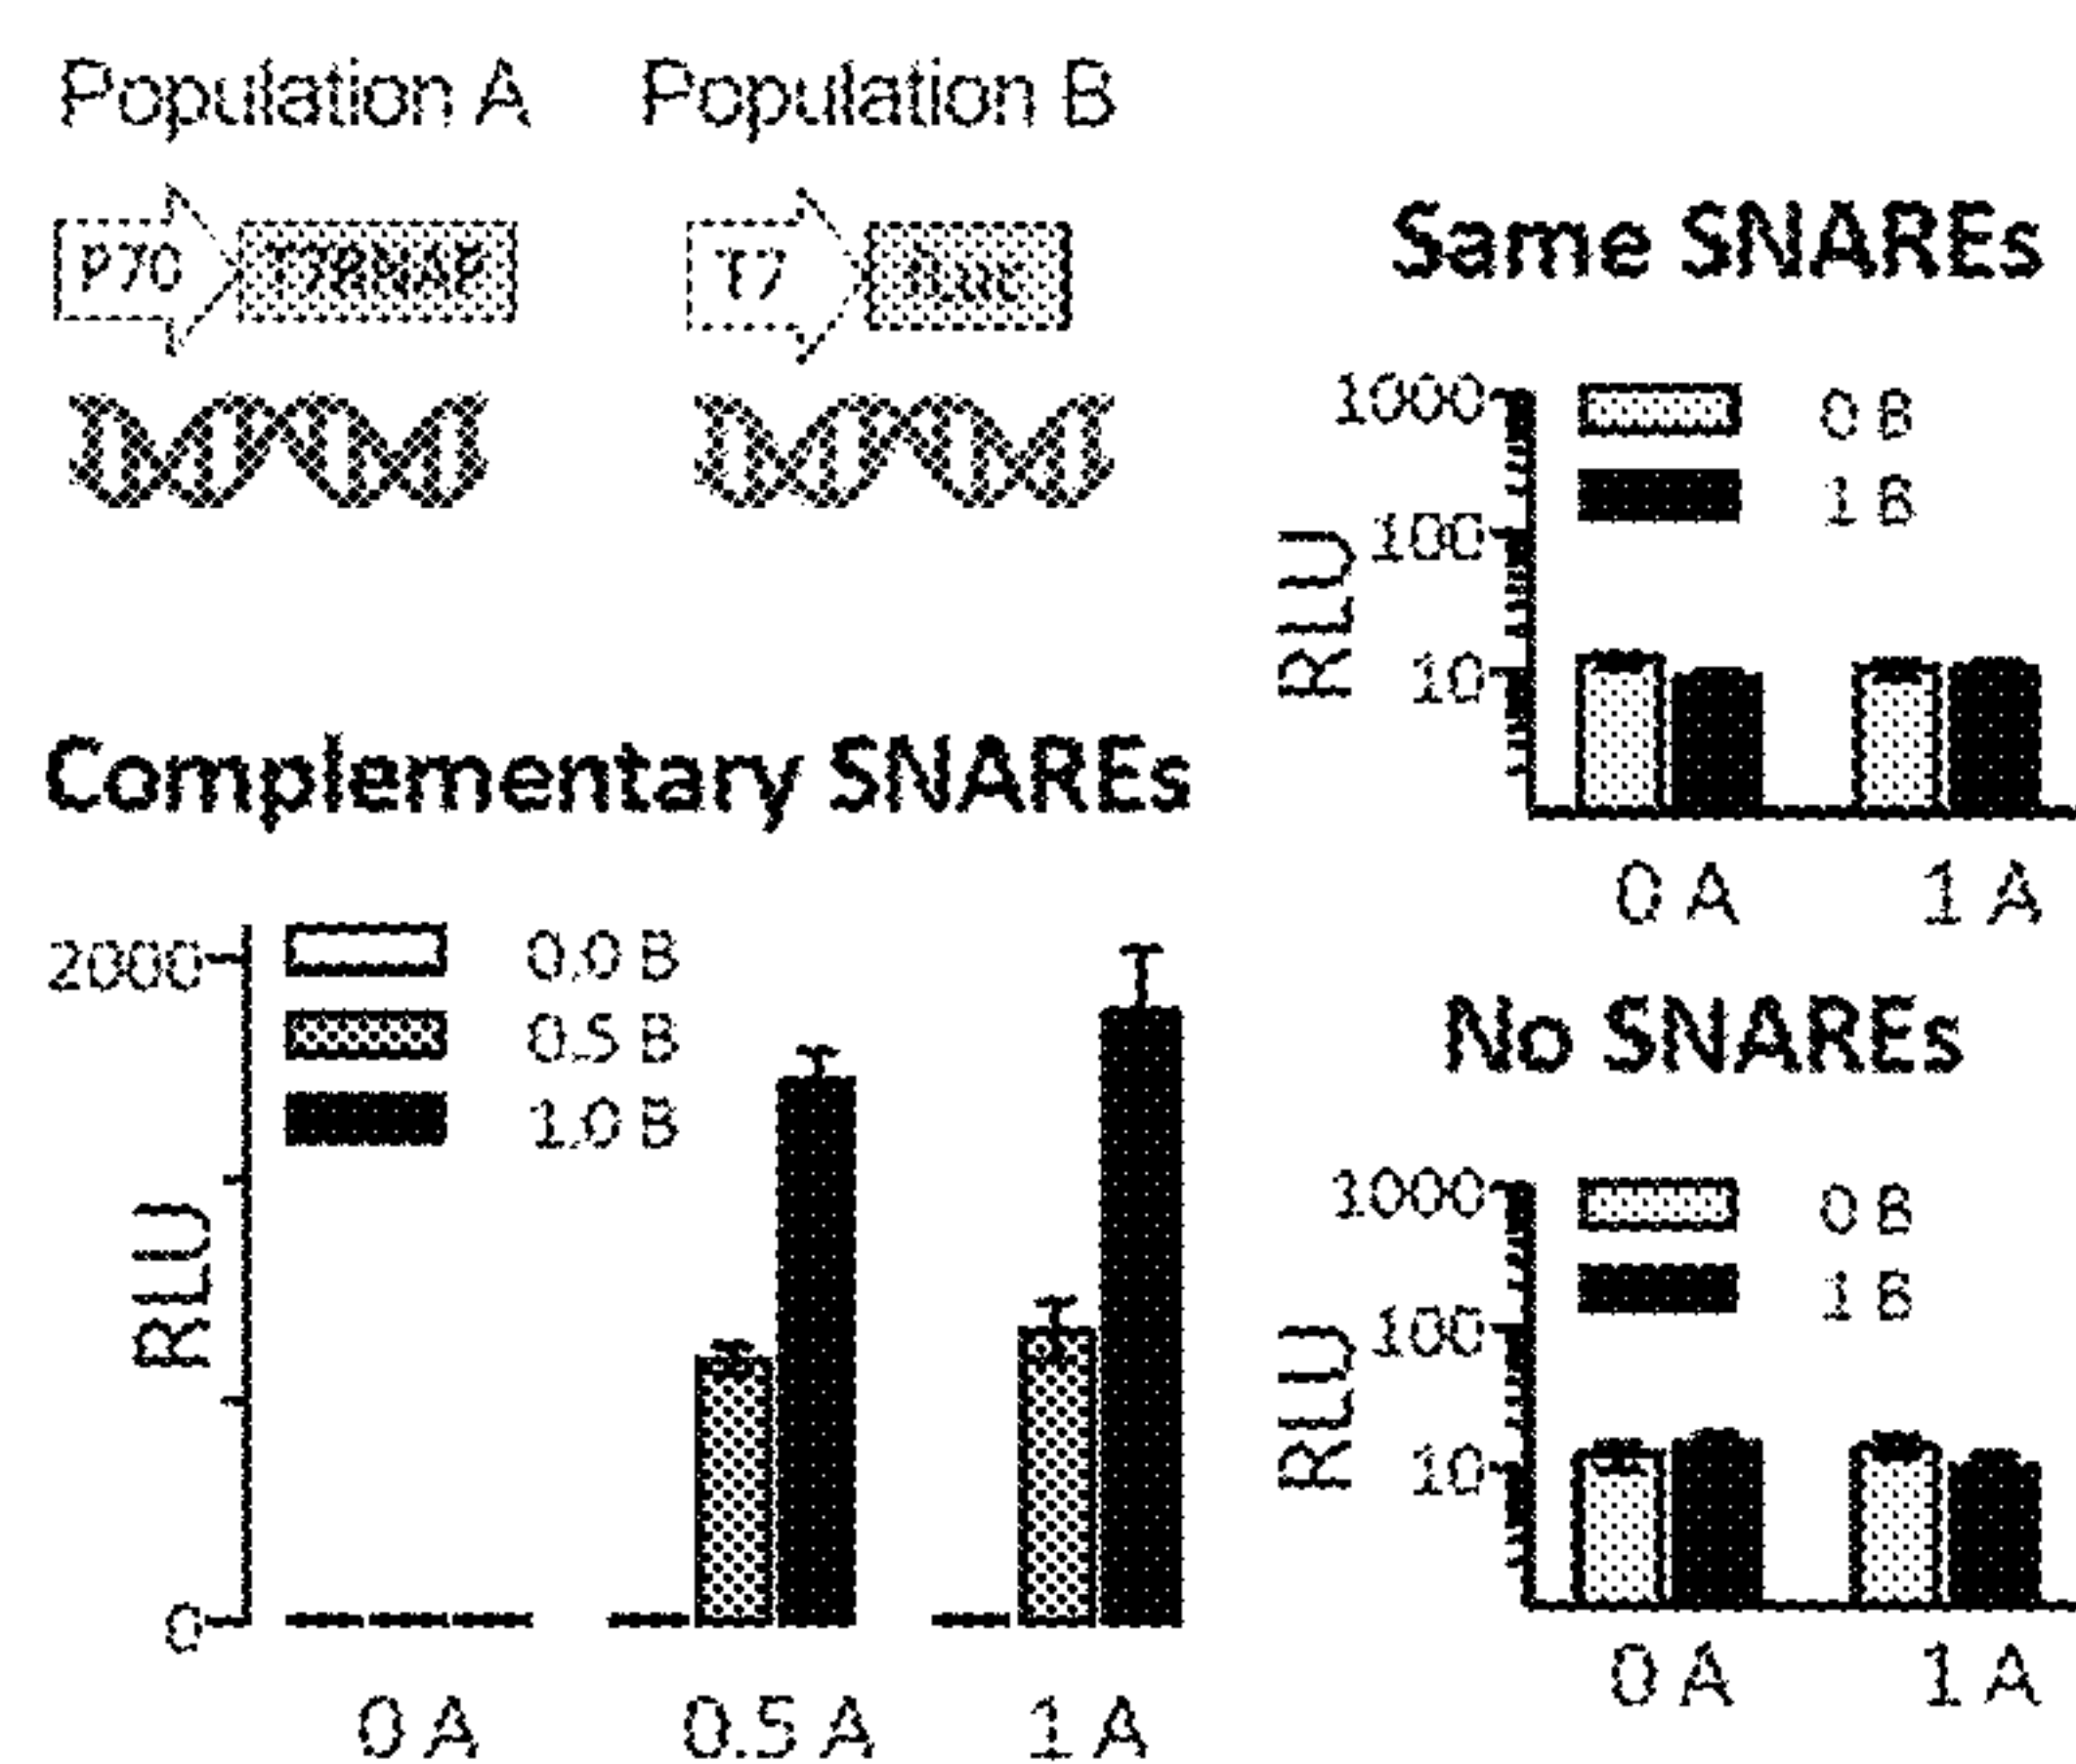 Population A
Population B
P70
T7RNAP
T7
fLuc
Complementary SNAREs
2000
0
RLU
0.0 B
0.5 B
1.0 B
0 A
0.5 A
1 A
Same SNAREs
1000
100
10
RLU
0 B
1 B
0 A
1 A
No SNAREs
1000
100
10
RLU
0 B
1 B
0 A
1 A